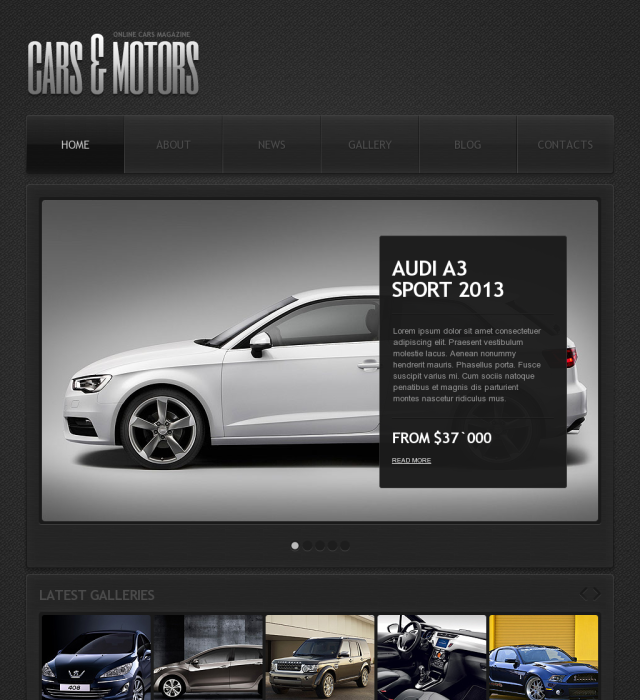 ONLINE CARS MAGAZINE
CARS & MOTORS
HOME
ABOUT
NEWS
GALLERY
BLOG
CONTACTS
AUDI A3
SPORT 2013
Lorem ipsum dolor sit amet consectetuer
adipiscing elit. Praesent vestibulum
molestie lacus. Aenean nonummy
hendrerit mauris. Phasellus porta. Fusce
suscipit varius mi. Cum sociis natoque
penatibus et magnis dis parturient
montes nascetur ridiculus mus.
FROM $37`000
READ MORE
LATEST GALLERIES
408